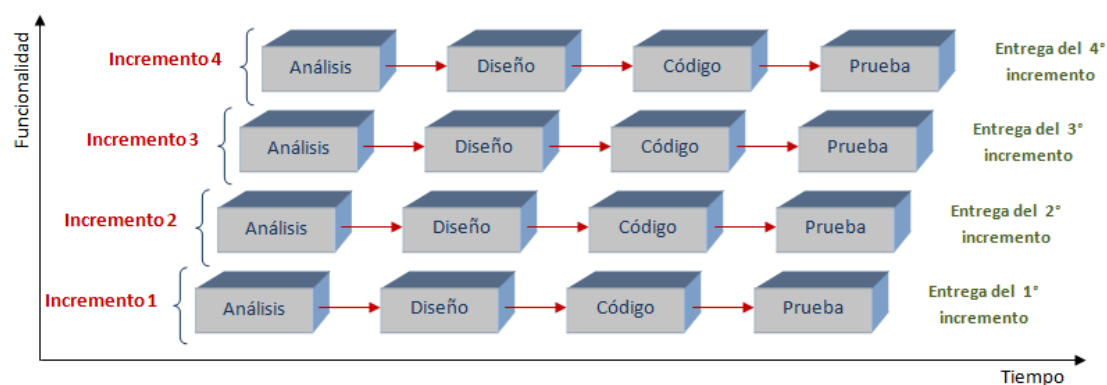 Funcionalidad
Incremento 4
Análisis
Diseño
Código
Prueba
Entrega del 4°
incremento
Incremento 3
Análisis
Diseño
Código
Prueba
Entrega del 3°
incremento
Incremento 2
Análisis
Diseño
Código
Prueba
Entrega del 2°
incremento
Incremento 1
Análisis
Diseño
Código
Prueba
Entrega del 1°
incremento
Tiempo